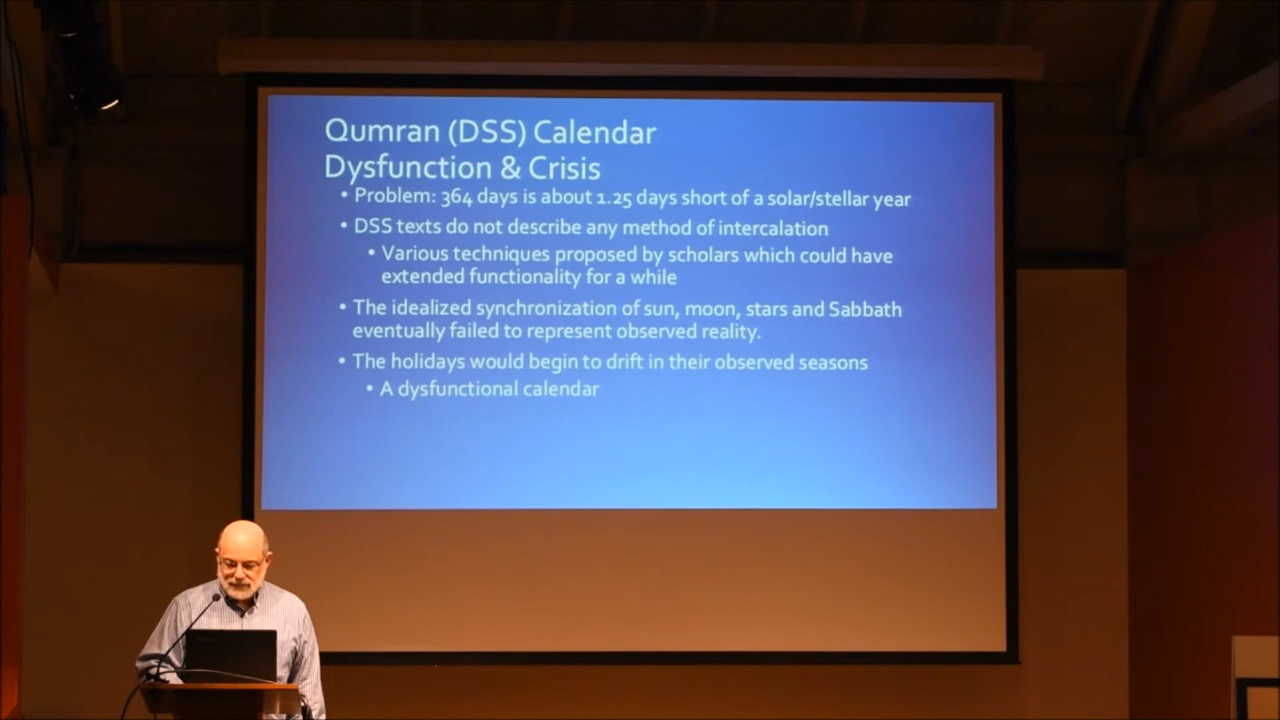 Qumran (DSS) Calendar
Dysfunction & Crisis
• Problem: 364 days is about 1.25 days short of a solar/stellar year
• DSS texts do not describe any method of intercalation
• Various techniques proposed by scholars which could have
extended functionality for a while
• The idealized synchronization of sun, moon, stars and Sabbath
eventually failed to represent observed reality.
• The holidays would begin to drift in their observed seasons
• A dysfunctional calendar